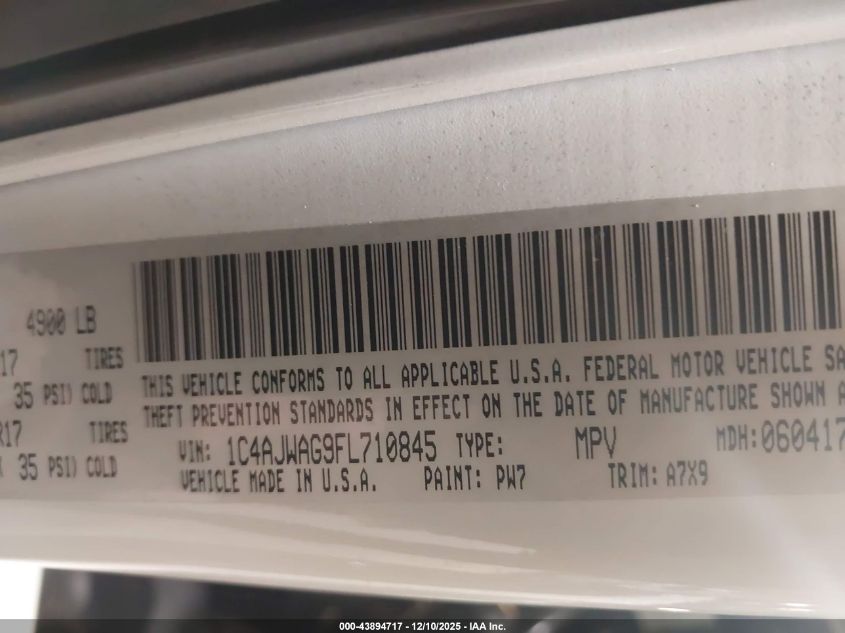 4900 LB
17 TIRES
35 PSI) COLD
R17 TIRES
35 PSI) COLD
THIS VEHICLE CONFORMS TO ALL APPLICABLE U.S.A. FEDERAL MOTOR VEHICLE SA
THEFT PREVENTION STANDARDS IN EFFECT ON THE DATE OF MANUFACTURE SHOWN A
VIN: 1C4AJWAG9FL710845 TYPE: MPV MDH:060417
VEHICLE MADE IN U.S.A. PAINT: PW7 TRIM: A7X9
000-43894717 - 12/10/2025 - IAA Inc.